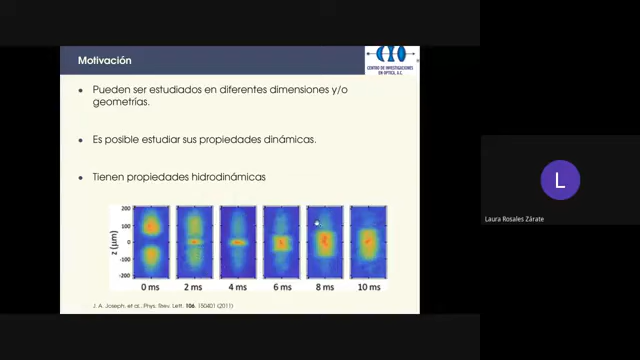 Motivación
CENTRO DE INVESTIGACIONES
EN OPTICA, A.C.
Pueden ser estudiados en diferentes dimensiones y/o
geometrías.
Es posible estudiar sus propiedades dinámicas.
Tienen propiedades hidrodinámicas
200
100
0
-100
-200
z (μm)
0 ms
2 ms
4 ms
6 ms
8 ms
10 ms
J. A. Joseph, et al., Phys. Rrev. Lett. 106, 150401 (2011)
L
Laura Rosales Zárate